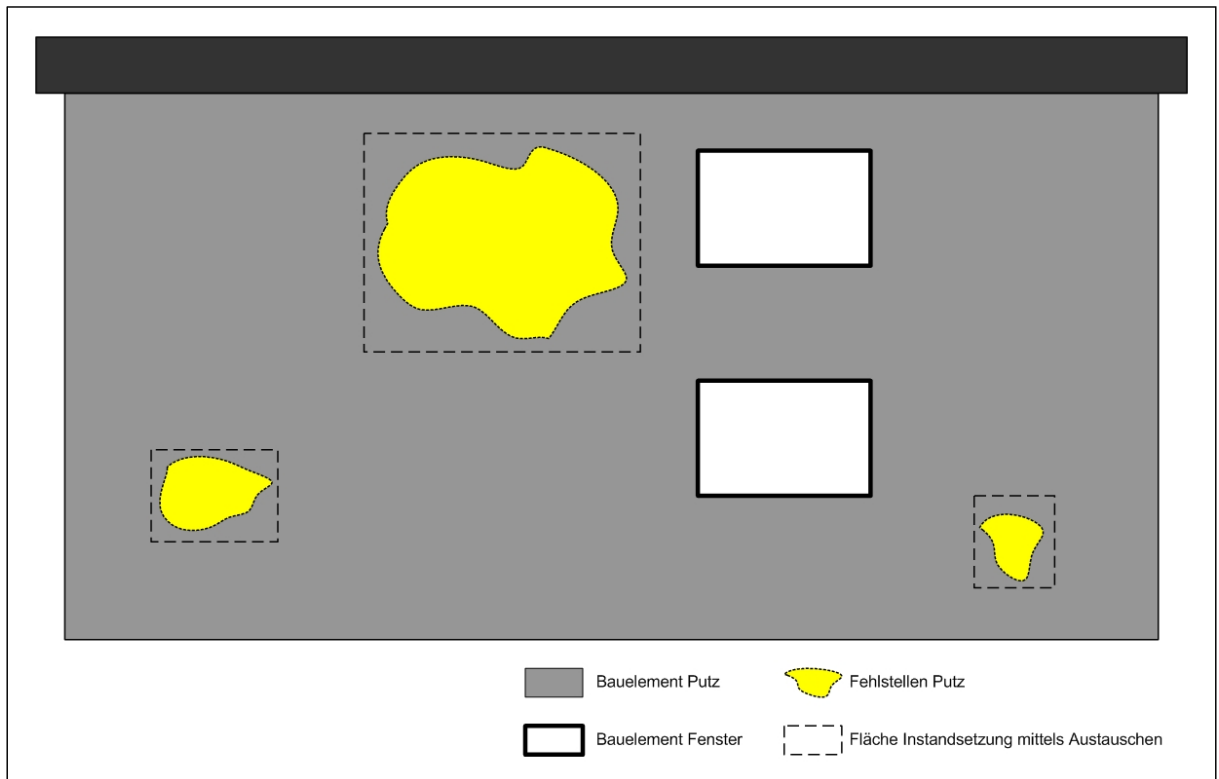 Bauelement Putz
Fehlstellen Putz
Bauelement Fenster
Fläche Instandsetzung mittels Austauschen